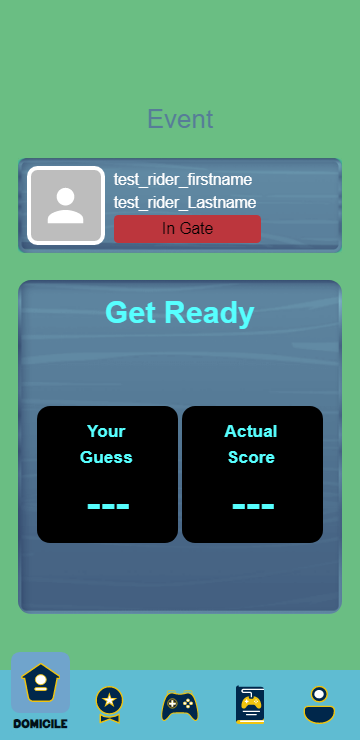 Event
test_rider_firstname
test_rider_Lastname
In Gate
Get Ready
Your
Guess
---
Actual
Score
---
DOMICILE